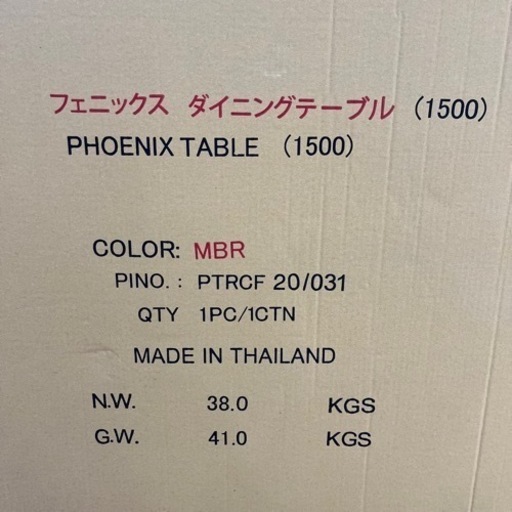 フェニックス ダイニングテーブル (1500)
PHOENIX TABLE (1500)
COLOR: MBR
PINO. : PTRCF 20/031
QTY 1PC/1CTN
MADE IN THAILAND
N.W. 38.0 KGS
G.W. 41.0 KGS